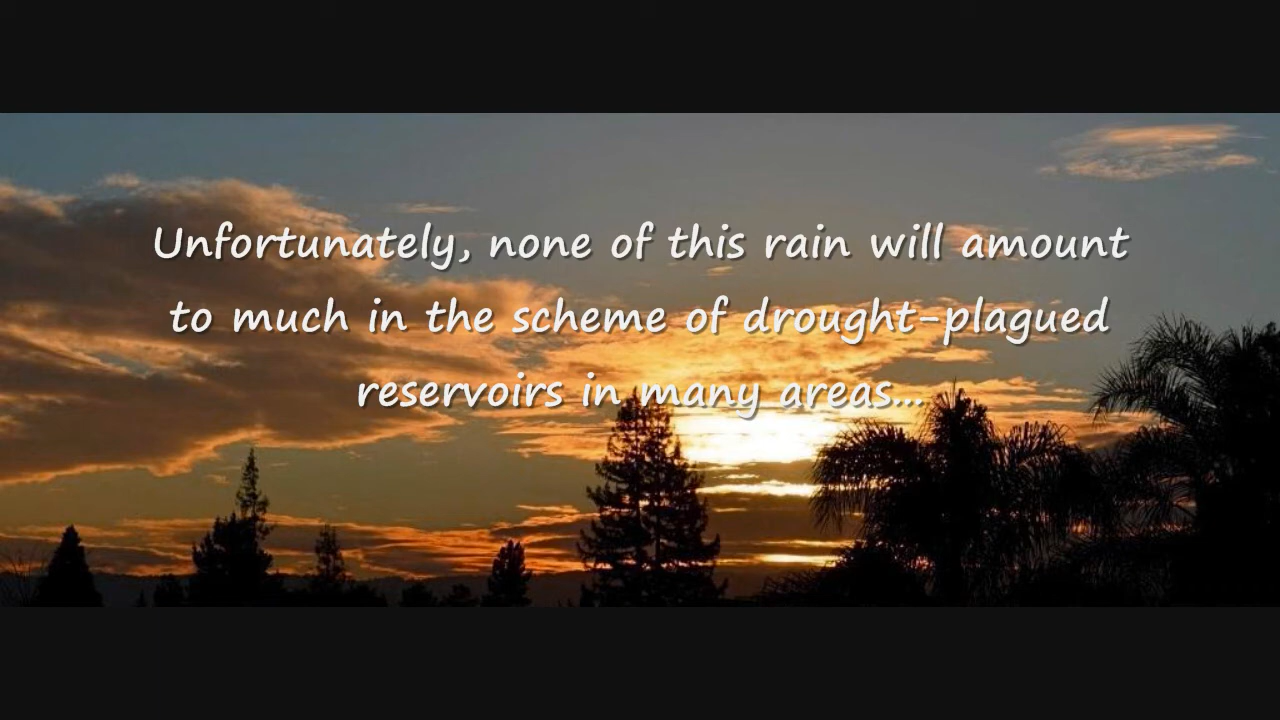 Unfortunately, none of this rain will amount
to much in the scheme of drought-plagued
reservoirs in many areas...